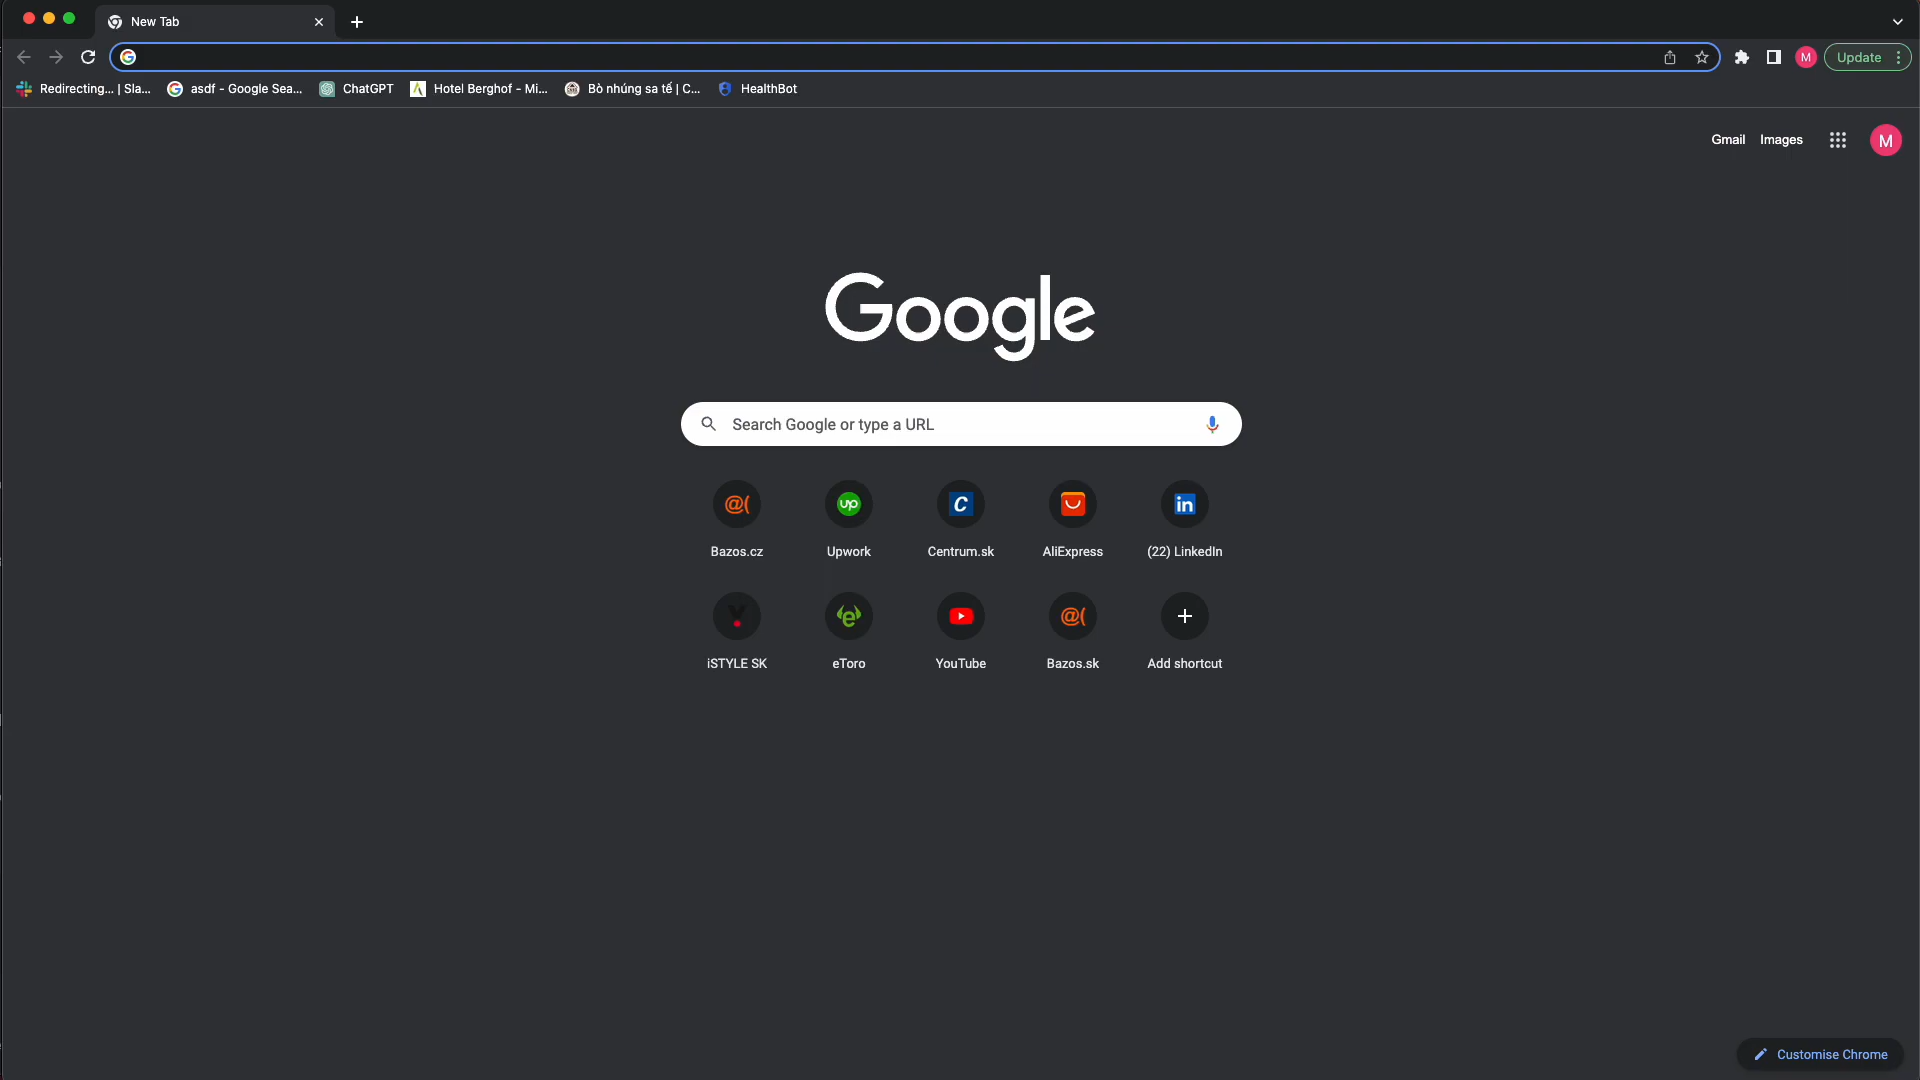 New Tab
Update
Redirecting... | Sla...
asdf - Google Sea...
ChatGPT
Hotel Berghof - Mi...
Bò nhúng sa tế | C...
HealthBot
Gmail
Images
M
M
Google
Search Google or type a URL
@(
up
C
in
Bazos.cz
Upwork
Centrum.sk
AliExpress
(22) LinkedIn
e
@(
iSTYLE SK
eToro
YouTube
Bazos.sk
Add shortcut
Customise Chrome